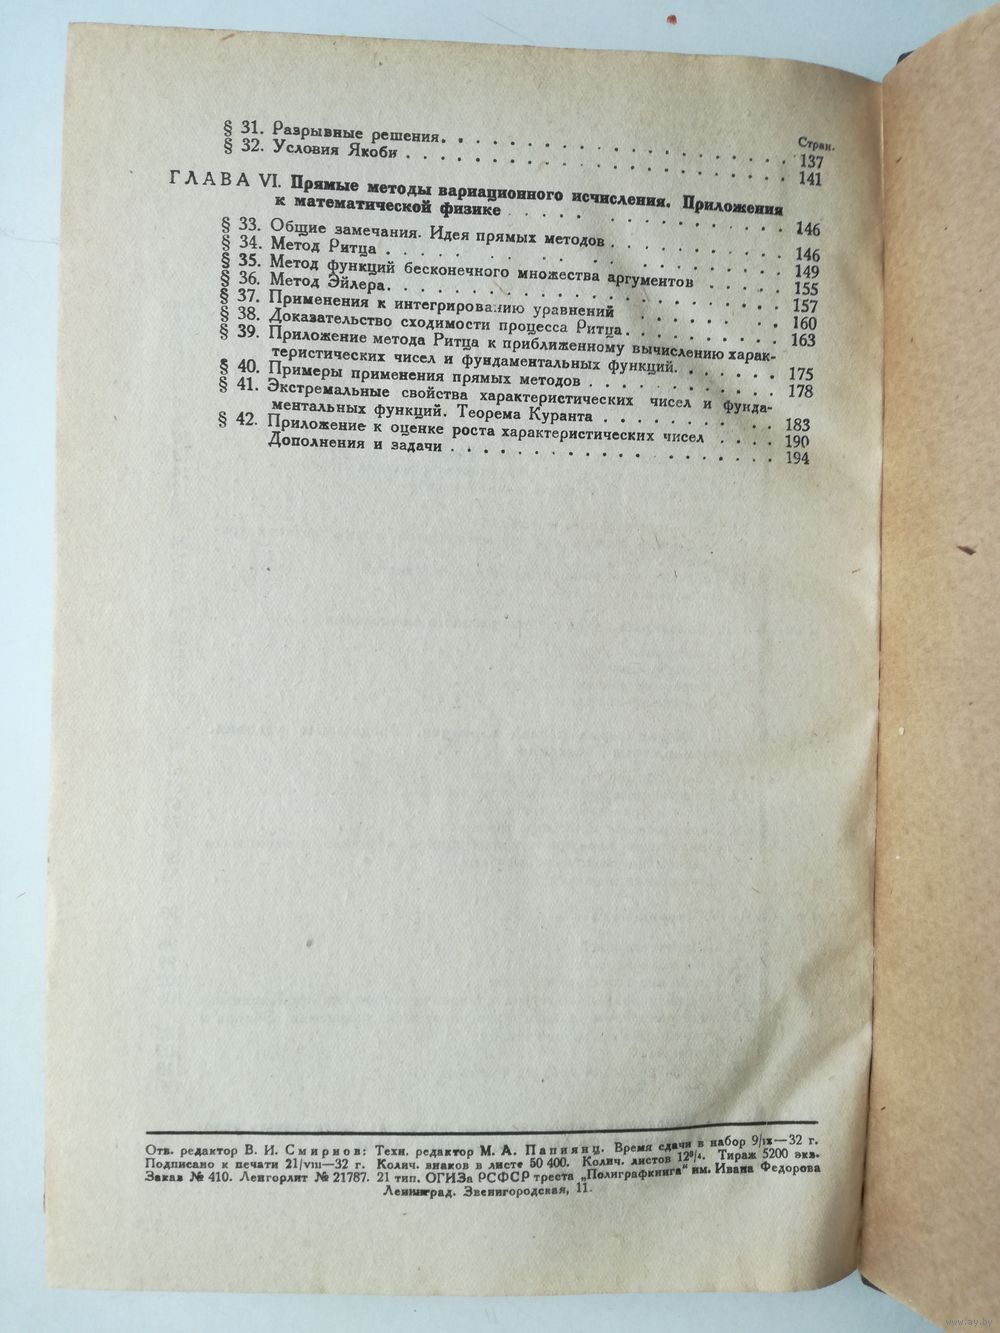 Стран.
§ 31. Разрывные решения. . . . . . . . . . . . . . . . . . . . 137
§ 32. Условия Якоби . . . . . . . . . . . . . . . . . . . . . . 141
ГЛАВА VI. Прямые методы вариационного исчисления. Приложения
к математической физике . . . . . . . . . . . . . . . . 146
§ 33. Общие замечания. Идея прямых методов . . . . . . . . . . 146
§ 34. Метод Ритца . . . . . . . . . . . . . . . . . . . . . . . 149
§ 35. Метод функций бесконечного множества аргументов . . . . . 155
§ 36. Метод Эйлера. . . . . . . . . . . . . . . . . . . . . . . 157
§ 37. Применения к интегрированию уравнений . . . . . . . . 160
§ 38. Доказательство сходимости процесса Ритца. . . . . . . . . 163
§ 39. Приложение метода Ритца к приближенному вычислению харак-
теристических чисел и фундаментальных функций. . . . . . . 175
§ 40. Примеры применения прямых методов . . . . . . . . . . . 178
§ 41. Экстремальные свойства характеристических чисел и фунда-
ментальных функций. Теорема Куранта . . . . . . . . . . 183
§ 42. Приложение к оценке роста характеристических чисел . . . . 190
Дополнения и задачи . . . . . . . . . . . . . . . . . . . 194
Отв. редактор В. И. Смирнов: Техн. редактор М. А. Папиянц. Время сдачи в набор 9/IX—32 г.
Подписано к печати 21/VIII—32 г. Колич. знаков в листе 50 400. Колич. листов 12³/₄. Тираж 5200 экз.
Заказ № 410. Ленгорлит № 21787. 21 тип. ОГИЗа РСФСР треста „Полиграфкнига“ им. Ивана Федорова
Ленинград. Звенигородская, 11.
www.ay.by